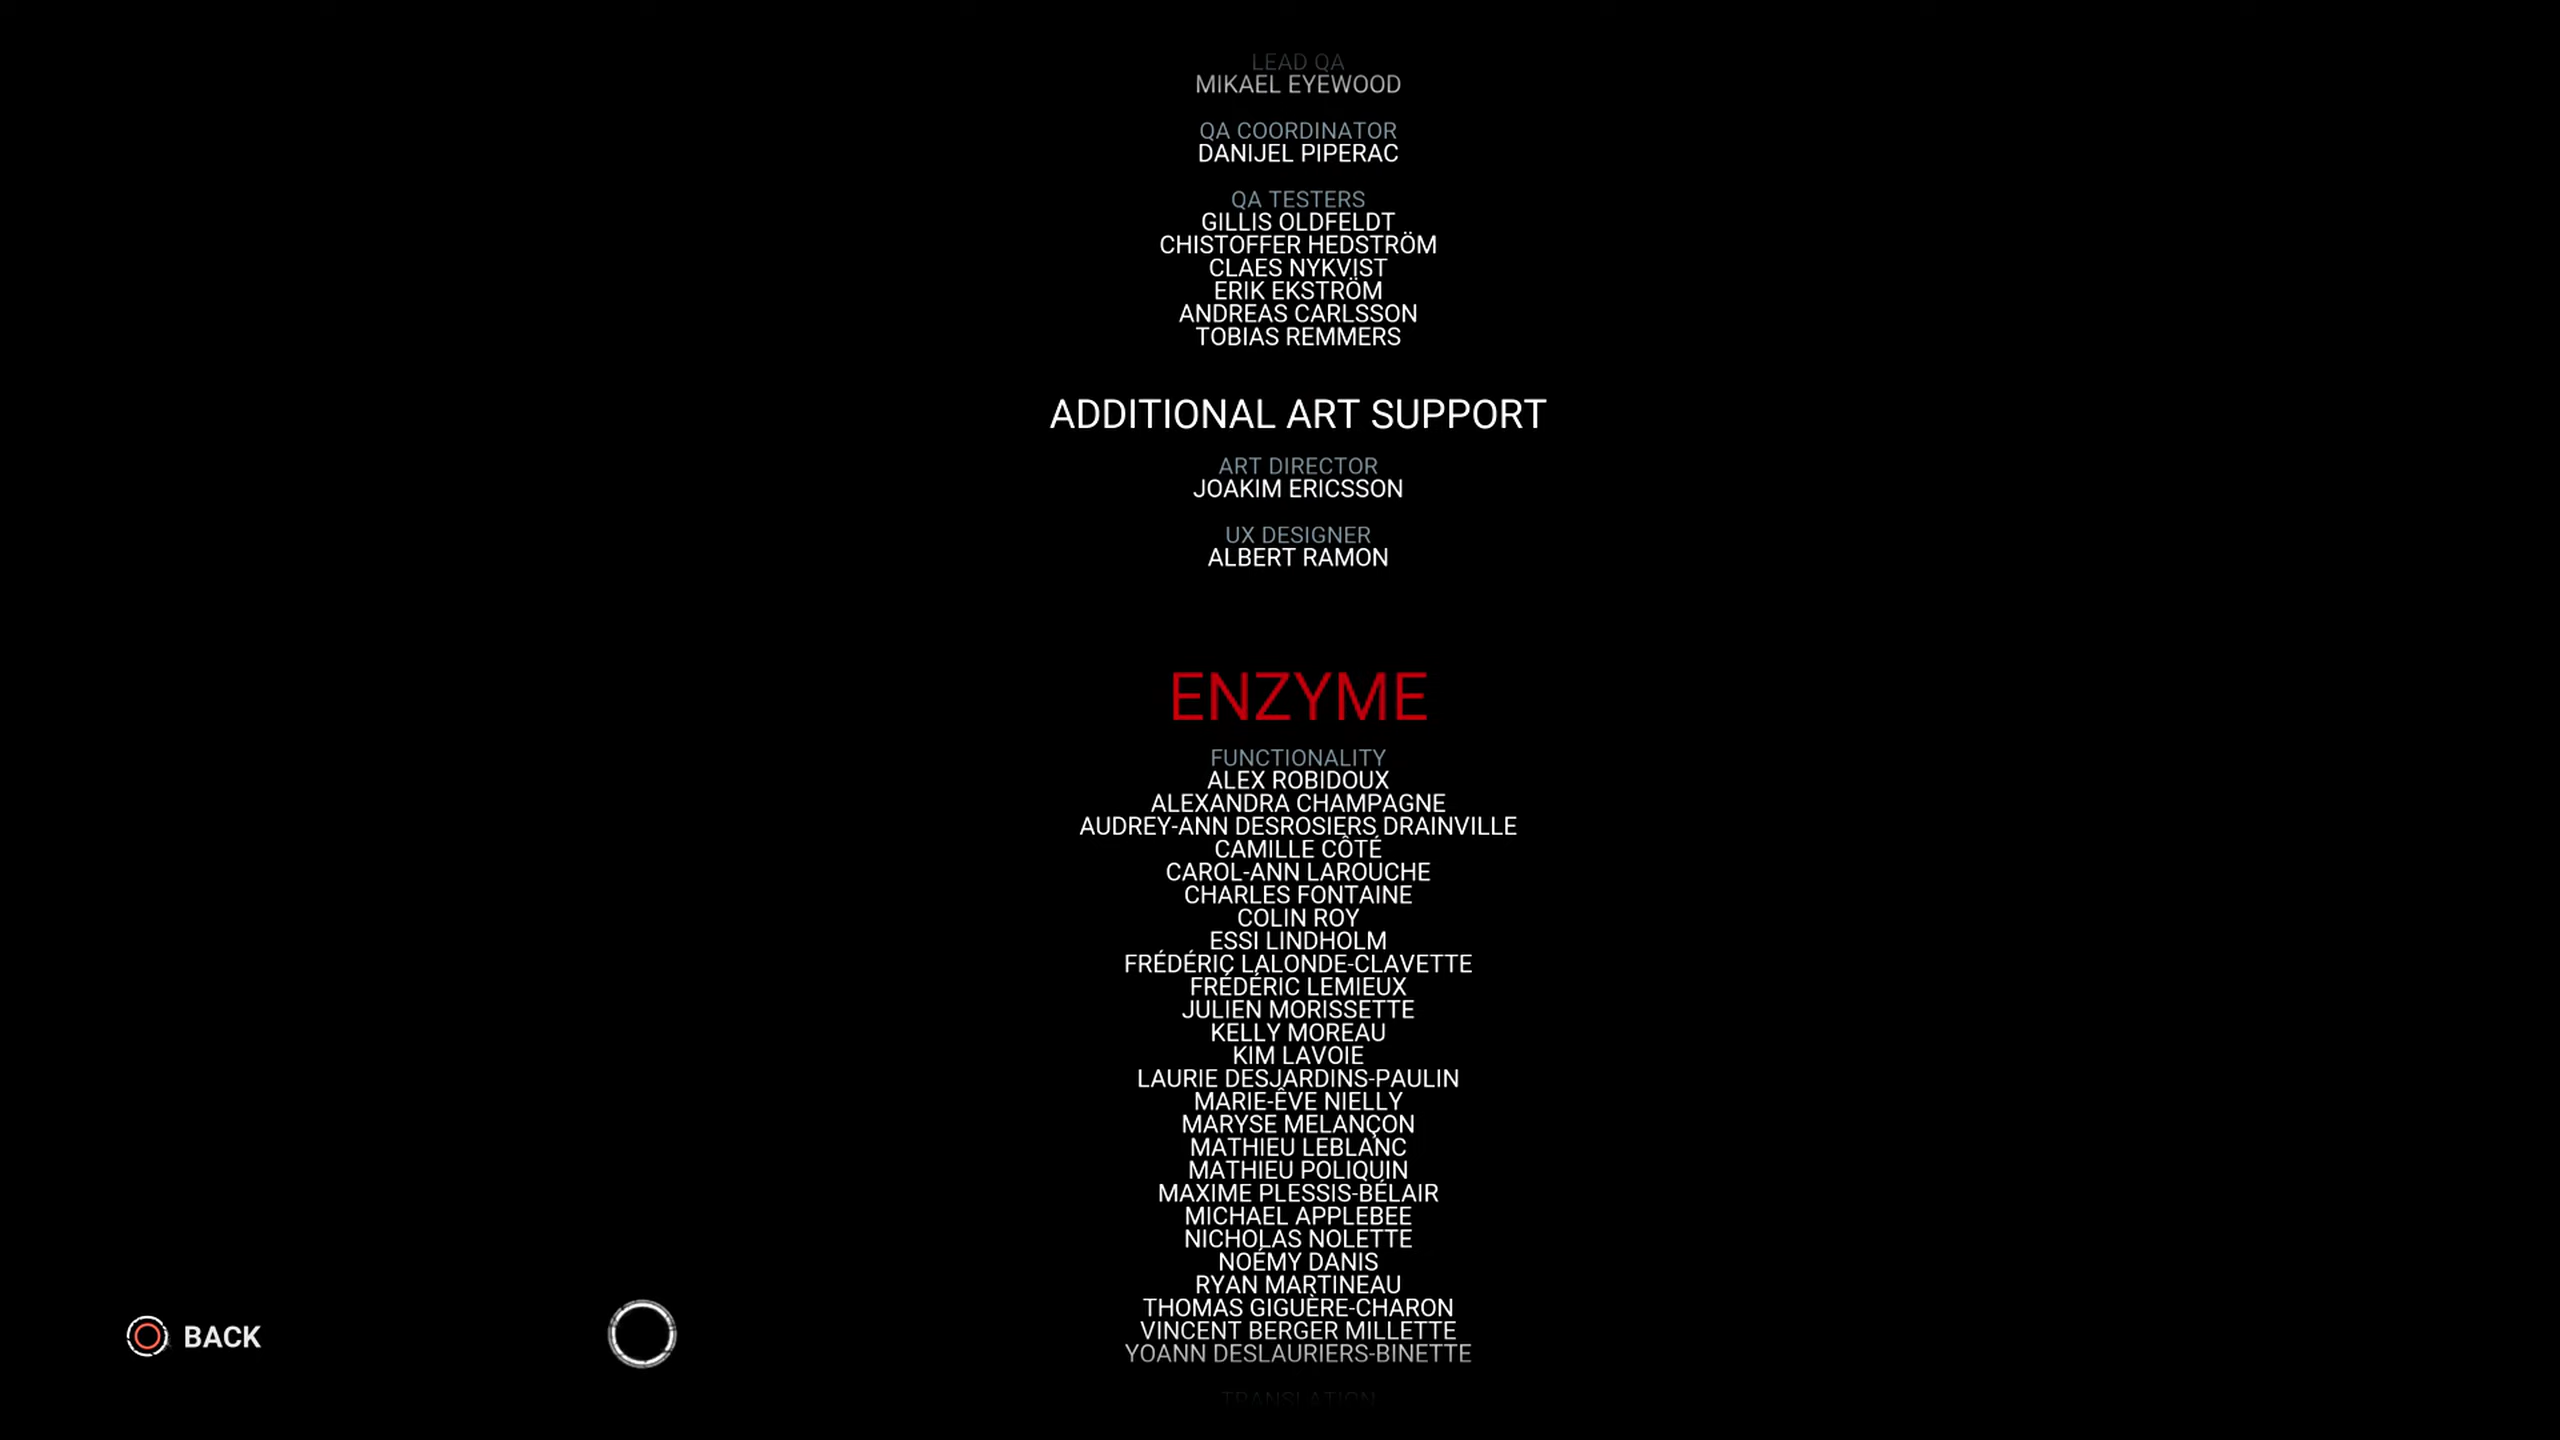 LEAD QA
MIKAEL EYEWOOD
QA COORDINATOR
DANIJEL PIPERAC
QA TESTERS
GILLIS OLDFELDT
CHISTOFFER HEDSTRÖM
CLAES NYKVIST
ERIK EKSTRÖM
ANDREAS CARLSSON
TOBIAS REMMERS
ADDITIONAL ART SUPPORT
ART DIRECTOR
JOAKIM ERICSSON
UX DESIGNER
ALBERT RAMON
ENZYME
FUNCTIONALITY
ALEX ROBIDOUX
ALEXANDRA CHAMPAGNE
AUDREY-ANN DESROSIERS DRAINVILLE
CAMILLE CÔTÉ
CAROL-ANN LAROUCHE
CHARLES FONTAINE
COLIN ROY
ESSI LINDHOLM
FRÉDÉRIC LALONDE-CLAVETTE
FRÉDÉRIC LEMIEUX
JULIEN MORISSETTE
KELLY MOREAU
KIM LAVOIE
LAURIE DESJARDINS-PAULIN
MARIE-ÊVE NIELLY
MARYSE MELANÇON
MATHIEU LEBLANC
MATHIEU POLIQUIN
MAXIME PLESSIS-BÉLAIR
MICHAEL APPLEBEE
NICHOLAS NOLETTE
NOÉMY DANIS
RYAN MARTINEAU
THOMAS GIGUÈRE-CHARON
VINCENT BERGER MILLETTE
YOANN DESLAURIERS-BINETTE
TRANSLATION
BACK